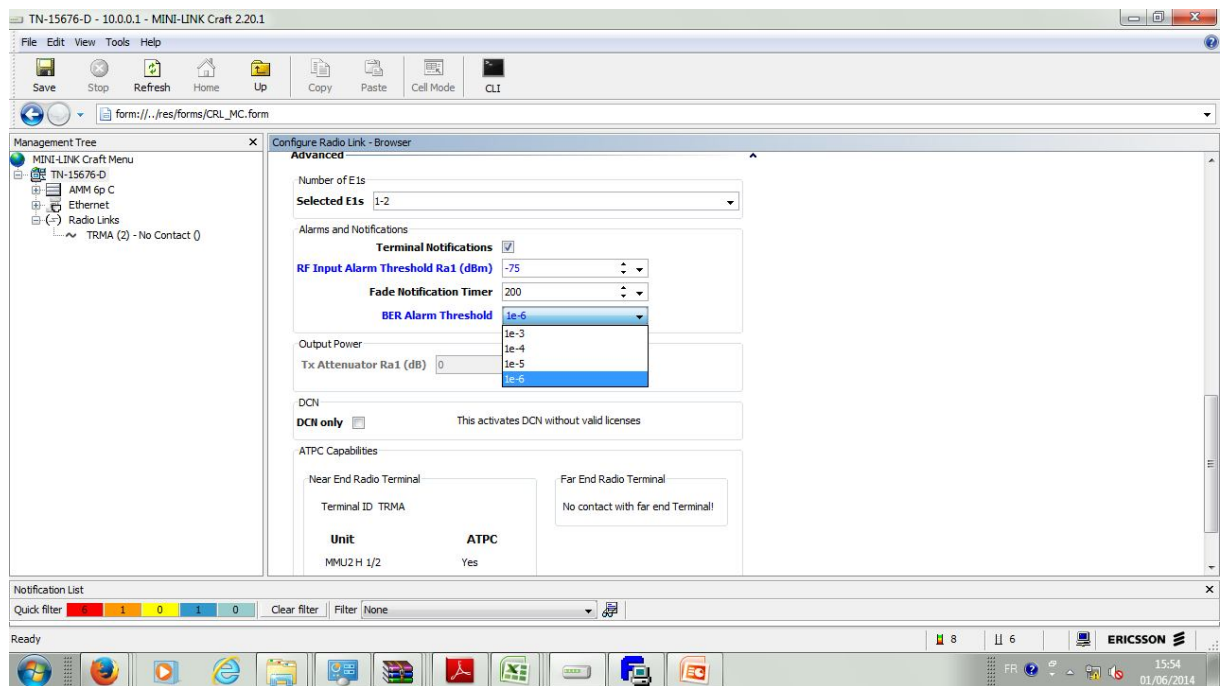 TN-15676-D - 10.0.0.1 - MINI-LINK Craft 2.20.1
File Edit View Tools Help
Save Stop Refresh Home Up Copy Paste Cell Mode CLI
form://../res/forms/CRL_MC.form
Management Tree
MINI-LINK Craft Menu
TN-15676-D
AMM 6p C
Ethernet
Radio Links
TRMA (2) - No Contact ()
Configure Radio Link - Browser
Advanced
Number of E1s
Selected E1s 1-2
Alarms and Notifications
Terminal Notifications
RF Input Alarm Threshold Ra1 (dBm) -75
Fade Notification Timer 200
BER Alarm Threshold 1e-6
1e-3
1e-4
1e-5
1e-6
Output Power
Tx Attenuator Ra1 (dB) 0
DCN
DCN only This activates DCN without valid licenses
ATPC Capabilities
Near End Radio Terminal
Terminal ID TRMA
Unit ATPC
MMU2 H 1/2 Yes
Far End Radio Terminal
No contact with far end Terminal!
Notification List
Quick filter 6 1 0 1 0 Clear filter Filter None
Ready 8 6 ERICSSON
FR 15:54
01/06/2014